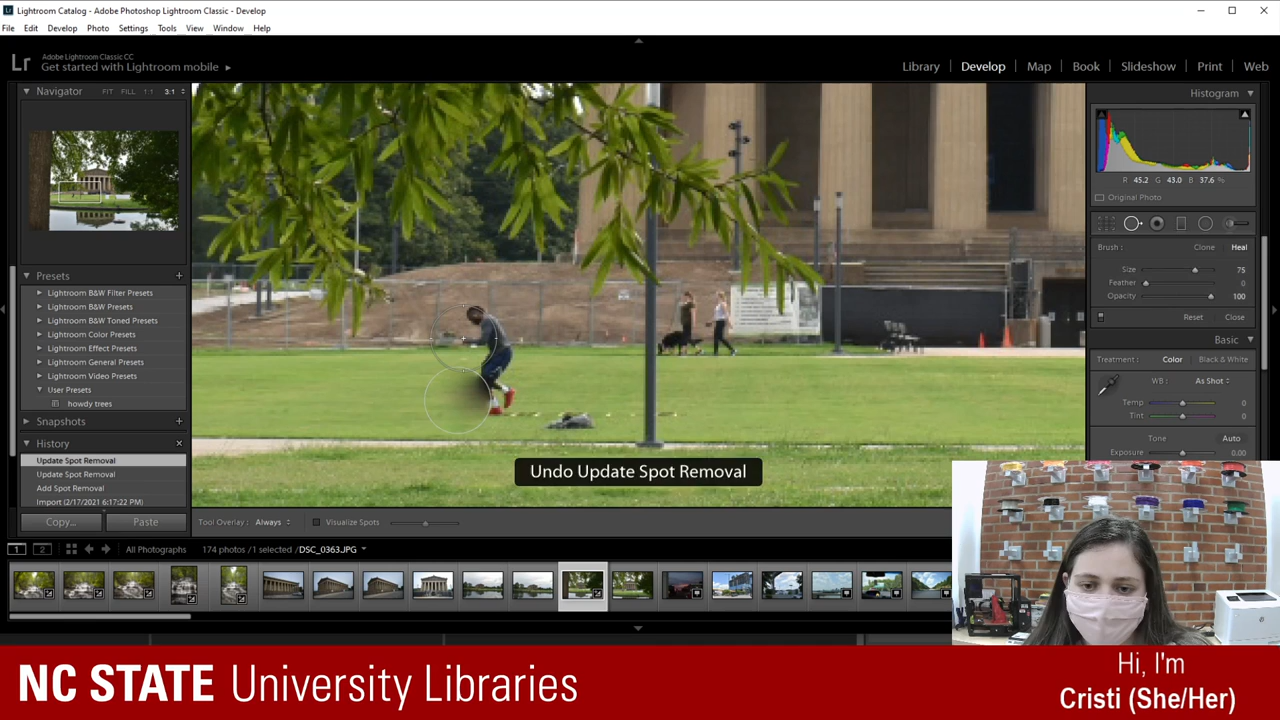 Lightroom Catalog - Adobe Photoshop Lightroom Classic - Develop
File Edit Develop Photo Settings Tools View Window Help
Lr
Adobe Lightroom Classic CC
Get started with Lightroom mobile
Library | Develop | Map | Book | Slideshow | Print | Web
Navigator FIT FILL 1:1 3:1
Histogram
R 45.2 G 43.0 B 37.6 %
Original Photo
Brush: Clone Heal
Size 75
Feather 0
Opacity 100
Reset Close
Basic
Treatment: Color Black & White
WB: As Shot
Temp 0
Tint 0
Tone Auto
Exposure 0.00
Presets
Lightroom B&W Filter Presets
Lightroom B&W Presets
Lightroom B&W Toned Presets
Lightroom Color Presets
Lightroom Effect Presets
Lightroom General Presets
Lightroom Video Presets
User Presets
howdy trees
Snapshots
History
Update Spot Removal
Update Spot Removal
Add Spot Removal
Import (2/17/2021 6:17:22 PM)
Copy... Paste
Undo Update Spot Removal
Tool Overlay: Always Visualize Spots
1 2 All Photographs 174 photos / 1 selected / DSC_0363.JPG
NC STATE University Libraries
Hi, I'm
Cristi (She/Her)